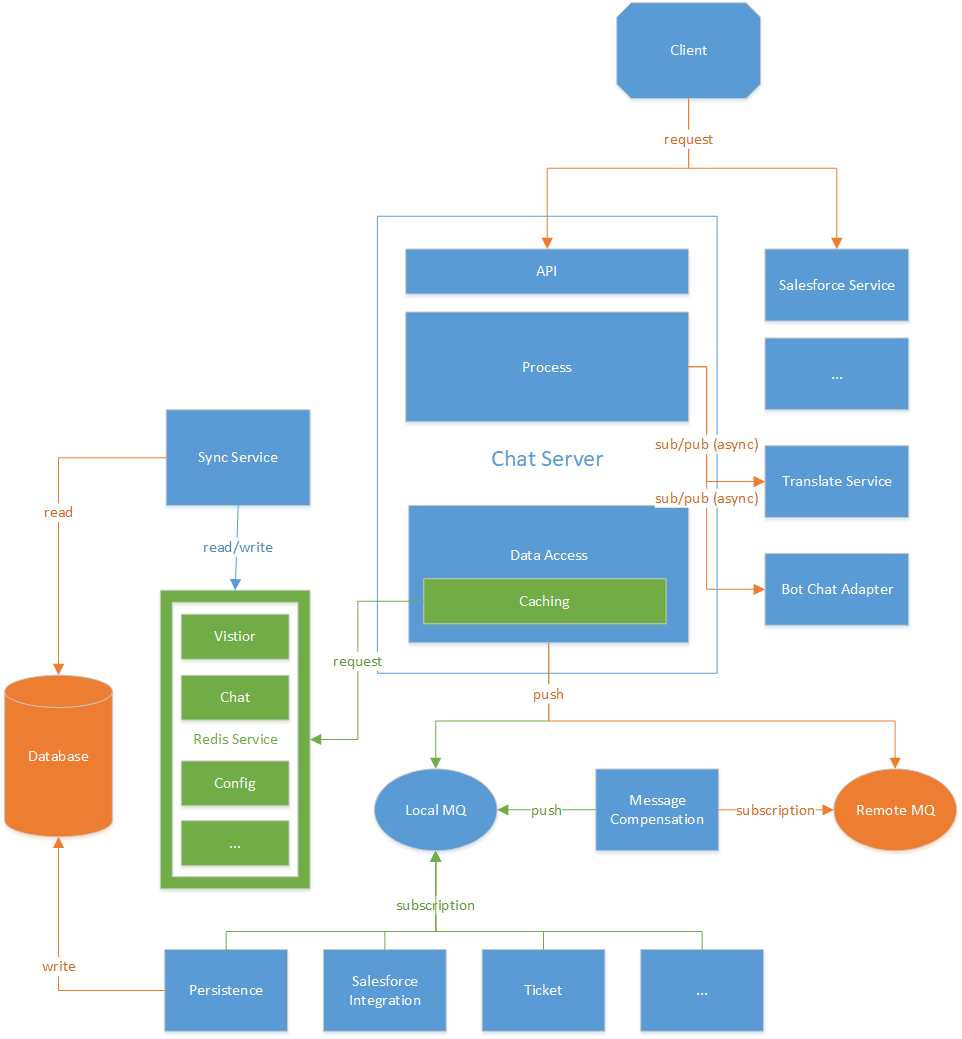 Client
request
API
Salesforce Service
Process
...
sub/pub (async)
Sync Service
Chat Server
Translate Service
sub/pub (async)
read
read/write
Data Access
Bot Chat Adapter
Caching
Vistior
request
Chat
push
Redis Service
Database
Config
Local MQ
push
Message
Compensation
subscription
Remote MQ
...
subscription
write
Persistence
Salesforce
Integration
Ticket
...